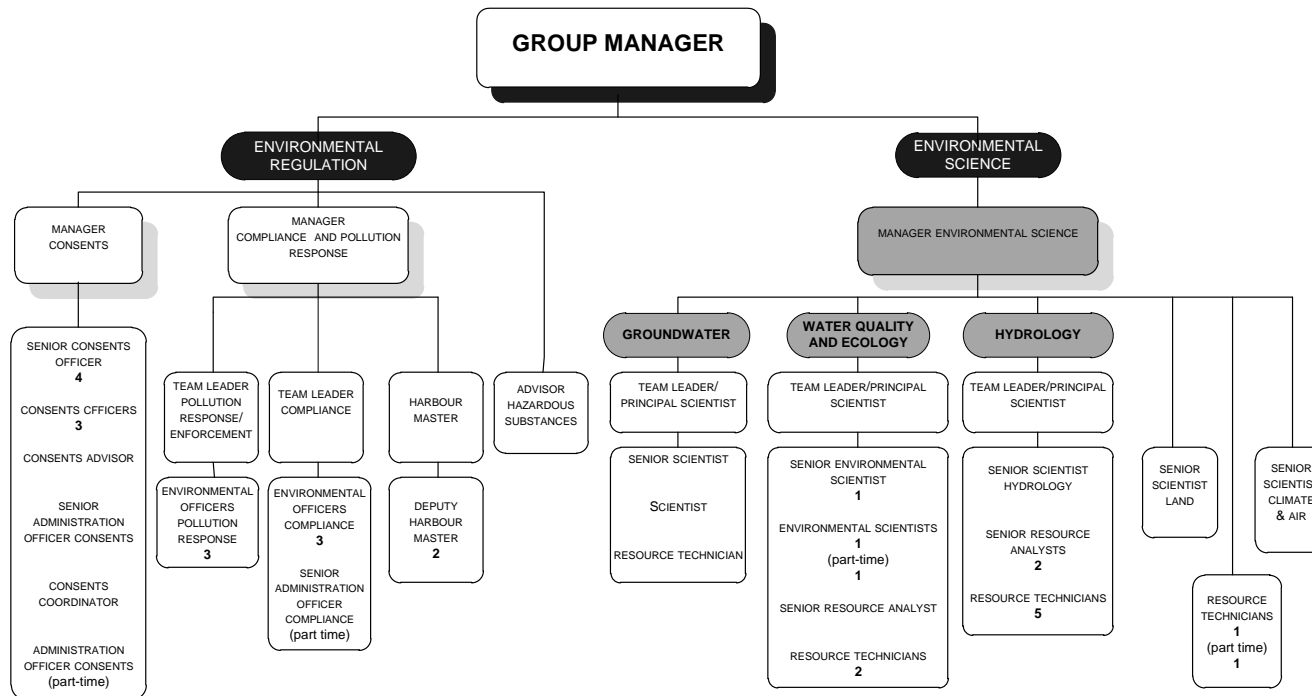 GROUP MANAGER
ENVIRONMENTAL
REGULATION
ENVIRONMENTAL
SCIENCE
MANAGER
CONSENTS
MANAGER
COMPLIANCE AND POLLUTION
RESPONSE
MANAGER ENVIRONMENTAL SCIENCE
GROUNDWATER
WATER QUALITY
AND ECOLOGY
HYDROLOGY
SENIOR CONSENTS
OFFICER
4
CONSENTS CFFICERS
3
CONSENTS ADVISOR
SENIOR
ADMINISTRATION
OFFICER CONSENTS
CONSENTS
COORDINATOR
ADMINISTRATION
OFFICER CONSENTS
(part-time)
TEAM LEADER
POLLUTION
RESPONSE/
ENFORCEMENT
ENVIRONMENTAL
OFFICERS
POLLUTION
RESPONSE
3
TEAM LEADER
COMPLIANCE
ENVIRONMENTAL
OFFICERS
COMPLIANCE
3
SENIOR
ADMINISTRATION
OFFICER
COMPLIANCE
(part time)
HARBOUR
MASTER
DEPUTY
HARBOUR
MASTER
2
ADVISOR
HAZARDOUS
SUBSTANCES
TEAM LEADER/
PRINCIPAL SCIENTIST
SENIOR SCIENTIST
SCIENTIST
RESOURCE TECHNICIAN
TEAM LEADER/PRINCIPAL
SCIENTIST
SENIOR ENVIRONMENTAL
SCIENTIST
1
ENVIRONMENTAL SCIENTISTS
1
(part-time)
1
SENIOR RESOURCE ANALYST
RESOURCE TECHNICIANS
2
TEAM LEADER/PRINCIPAL
SCIENTIST
SENIOR SCIENTIST
HYDROLOGY
SENIOR RESOURCE
ANALYSTS
2
RESOURCE TECHNICIANS
5
SENIOR
SCIENTIST
LAND
RESOURCE
TECHNICIANS
1
(part time)
1
SENIOR
SCIENTIST
CLIMATE
& AIR